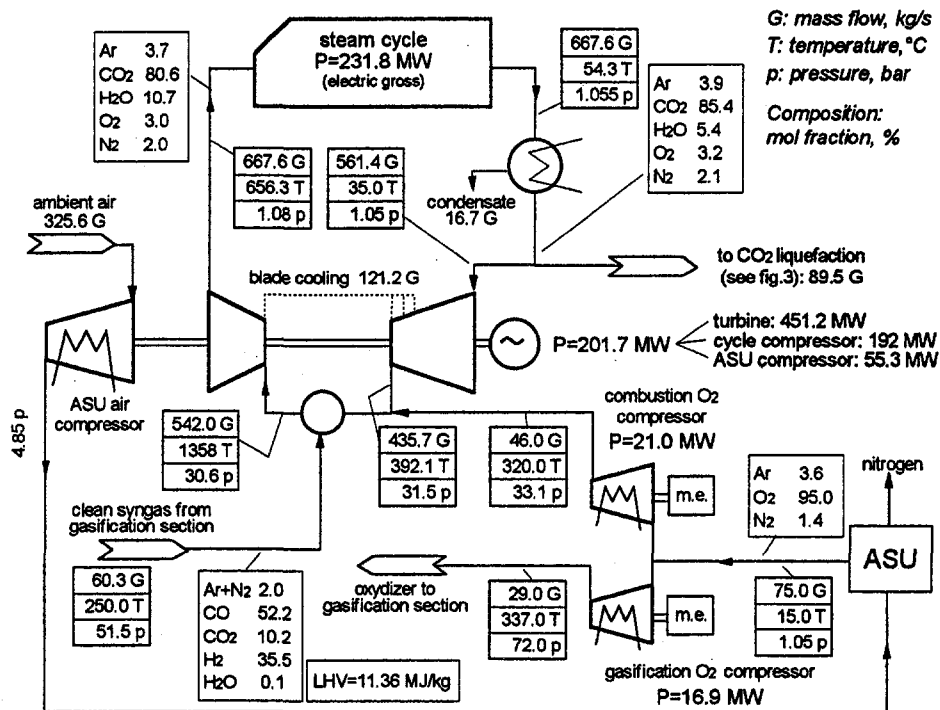 steam cycle
P=231.8 MW
(electric gross)
G: mass flow, kg/s
T: temperature,°C
p: pressure, bar
Composition:
mol fraction, %
Ar 3.7
CO2 80.6
H2O 10.7
O2 3.0
N2 2.0
667.6 G
54.3 T
1.055 p
Ar 3.9
CO2 85.4
H2O 5.4
O2 3.2
N2 2.1
667.6 G
656.3 T
1.08 p
561.4 G
35.0 T
1.05 p
condensate
16.7 G
ambient air
325.6 G
to CO2 liquefaction
(see fig.3): 89.5 G
blade cooling 121.2 G
P=201.7 MW
turbine: 451.2 MW
cycle compressor: 192 MW
ASU compressor: 55.3 MW
ASU air
compressor
4.85 p
combustion O2
compressor
P=21.0 MW
542.0 G
1358 T
30.6 p
435.7 G
392.1 T
31.5 p
46.0 G
320.0 T
33.1 p
m.e.
Ar 3.6
O2 95.0
N2 1.4
nitrogen
ASU
clean syngas from
gasification section
60.3 G
250.0 T
51.5 p
Ar+N2 2.0
CO 52.2
CO2 10.2
H2 35.5
H2O 0.1
LHV=11.36 MJ/kg
oxydizer to
gasification section
29.0 G
337.0 T
72.0 p
m.e.
75.0 G
15.0 T
1.05 p
gasification O2 compressor
P=16.9 MW